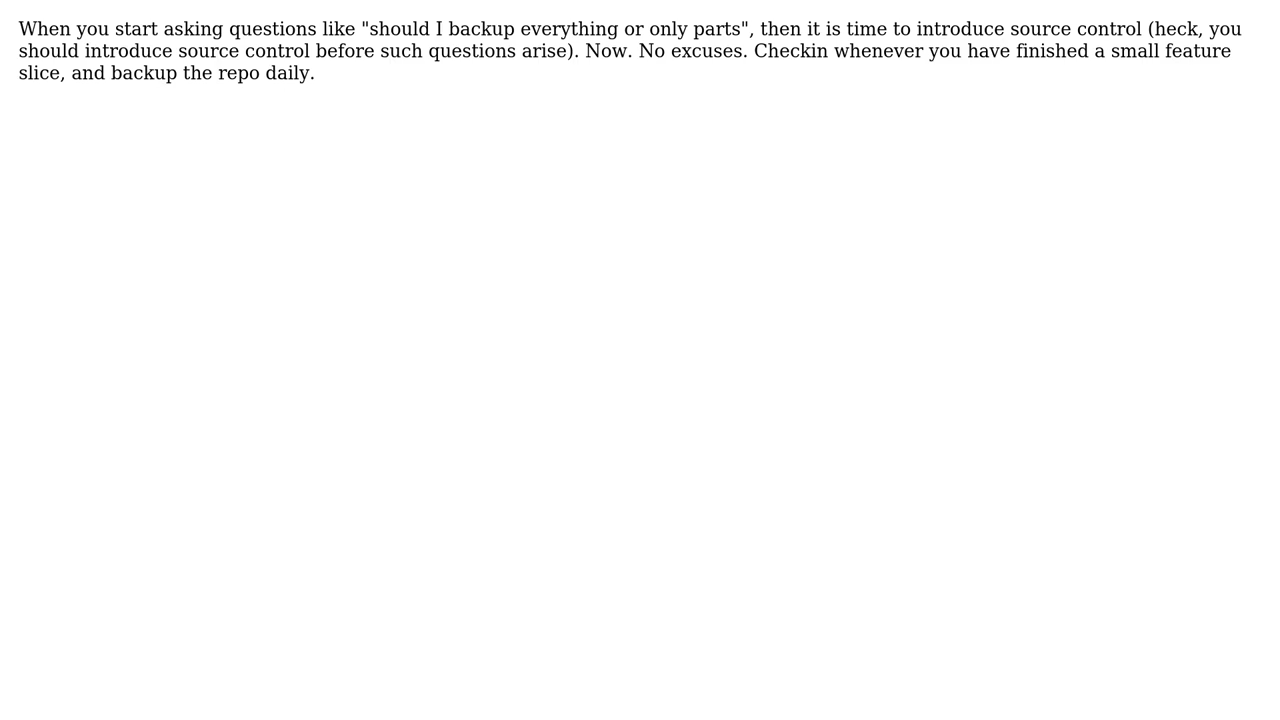 When you start asking questions like "should I backup everything or only parts", then it is time to introduce source control (heck, you
should introduce source control before such questions arise). Now. No excuses. Checkin whenever you have finished a small feature
slice, and backup the repo daily.